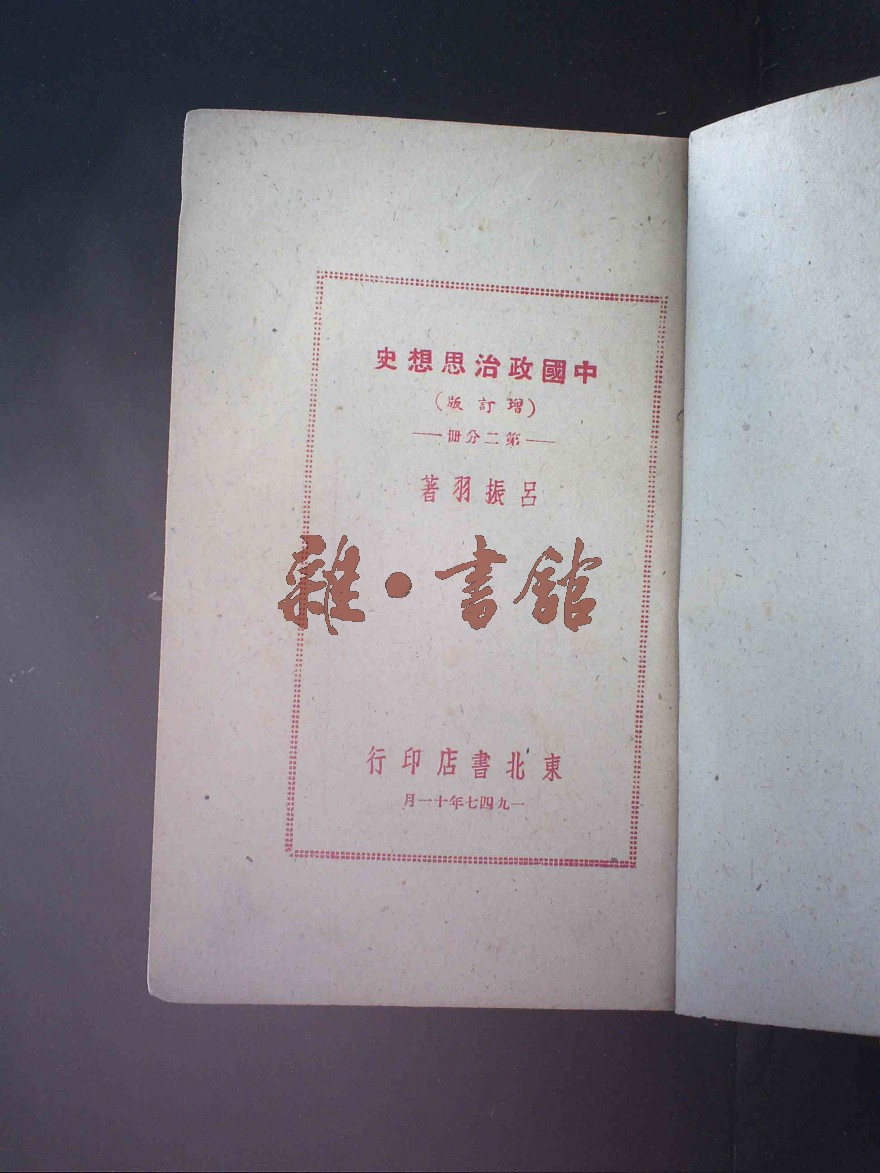 中國政治思想史
(增訂版)
——第二分冊——
呂振羽著
雜·書館
東北書店印行
一九四七年十一月